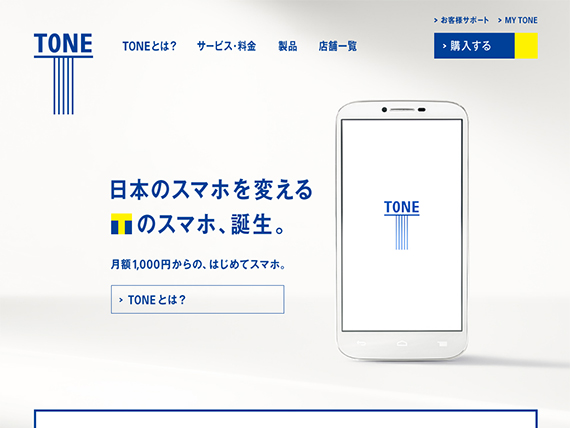 › お客様サポート › MY TONE
TONE
TONEとは?
サービス・料金
製品
店舗一覧
› 購入する
日本のスマホを変える
Tのスマホ、誕生。
月額1,000円からの、はじめてスマホ。
› TONEとは?
TONE